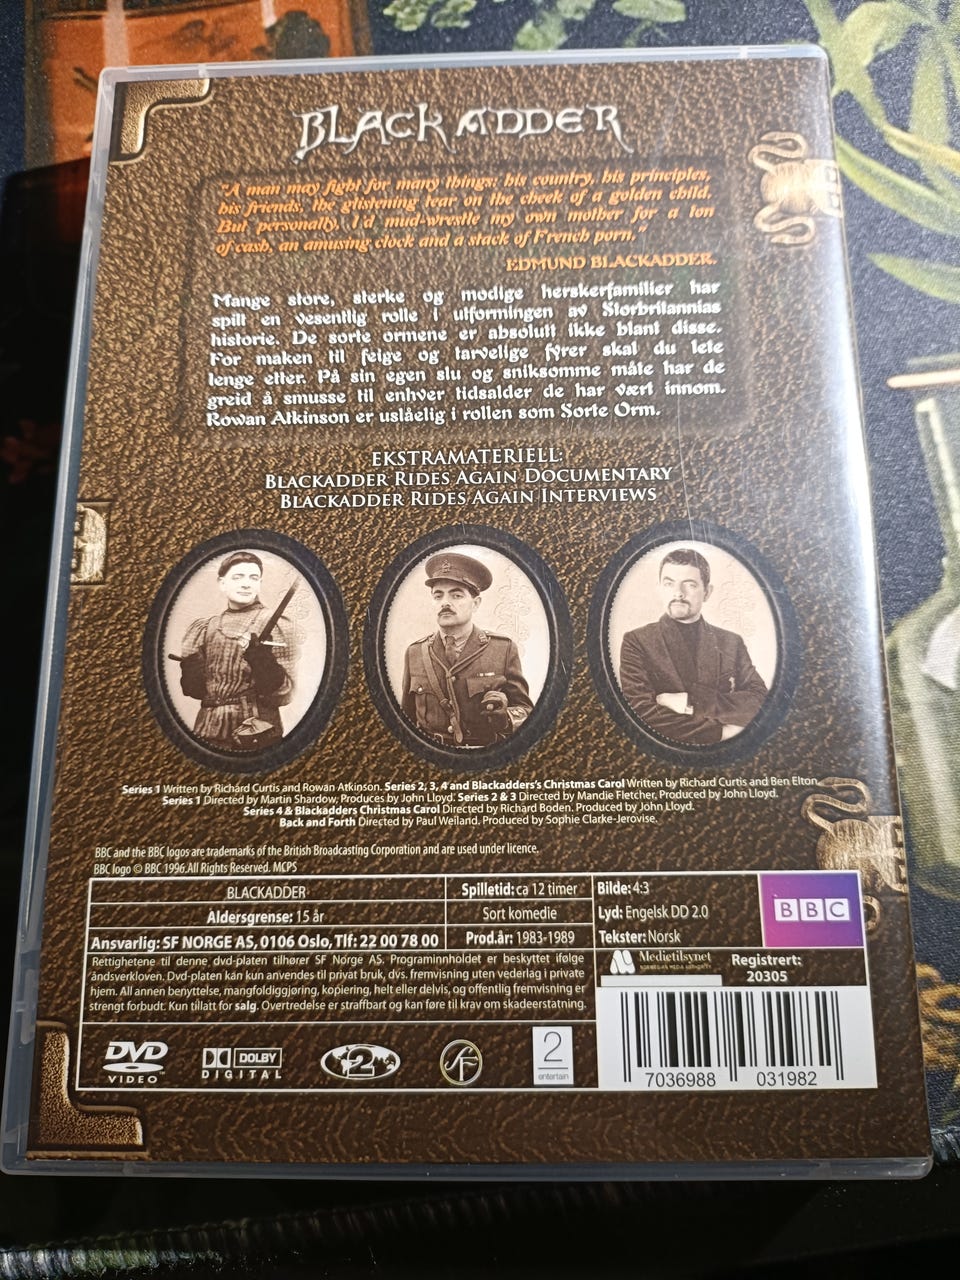 BLACKADDER
"A man may fight for many things: his country, his principles,
his friends, the glistening tear on the cheek of a golden child.
But personally, I'd mud-wrestle my own mother for a ton
of cash, an amusing clock and a stack of French porn."
EDMUND BLACKADDER.
Mange store, sterke og modige herskerfamilier har
spilt en vesentlig rolle i utformingen av Storbritannias
historie. De sorte ormene er absolutt ikke blant disse.
For maken til feige og tarvelige fyrer skal du lete
lenge etter. På sin egen slu og sniksomme måte har de
greid å smusse til enhver tidsalder de har vært innom.
Rowan Atkinson er uslåelig i rollen som Sorte Orm.
EKSTRAMATERIELL:
BLACKADDER RIDES AGAIN DOCUMENTARY
BLACKADDER RIDES AGAIN INTERVIEWS
Series 1 Written by Richard Curtis and Rowan Atkinson. Series 2, 3, 4 and Blackadders's Christmas Carol Written by Richard Curtis and Ben Elton.
Series 1 Directed by Martin Shardow, Produces by John Lloyd. Series 2 & 3 Directed by Mandie Fletcher, Produced by John Lloyd.
Series 4 & Blackadders Christmas Carol Directed by Richard Boden. Produced by John Lloyd.
Back and Forth Directed by Paul Weiland. Produced by Sophie Clarke-Jerovise.
BBC and the BBC logos are trademarks of the British Broadcasting Corporation and are used under licence.
BBC logo © BBC 1996.All Rights Reserved. MCPS
BLACKADDER
Aldersgrense: 15 år
Ansvarlig: SF NORGE AS, 0106 Oslo, Tlf: 22 00 78 00
Spilletid: ca 12 timer
Sort komedie
Prod.år: 1983-1989
Bilde: 4:3
Lyd: Engelsk DD 2.0
Tekster: Norsk
BBC
Rettighetene til denne dvd-platen tilhører SF Norge AS. Programinnholdet er beskyttet ifølge
åndsverkloven. Dvd-platen kan kun anvendes til privat bruk, dvs. fremvisning uten vederlag i private
hjem. All annen benyttelse, mangfoldiggjøring, kopiering, helt eller delvis, og offentlig fremvisning er
strengt forbudt. Kun tillatt for salg. Overtredelse er straffbart og kan føre til krav om skadeerstatning.
Medietilsynet
NORWEGIAN MEDIA AUTHORITY
Registrert:
20305
DVD
VIDEO
DOLBY
DIGITAL
2
SF
2
entertain
7036988 031982